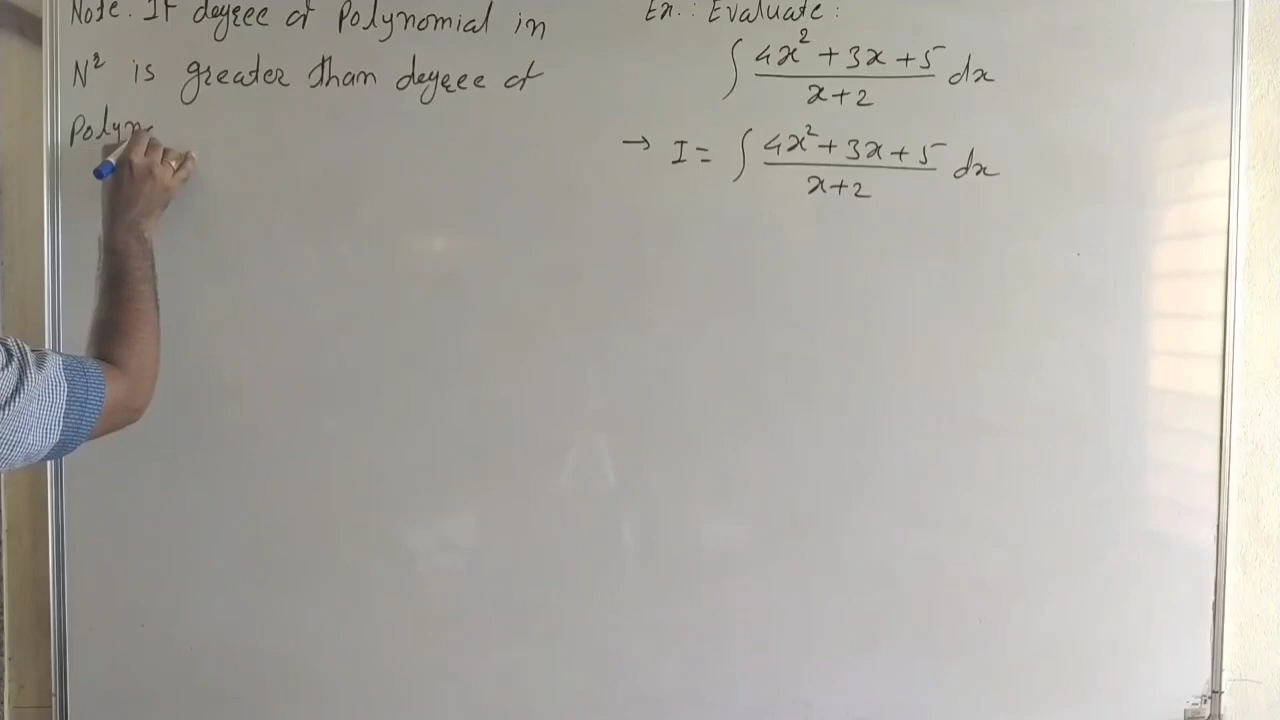 Note. If degree of Polynomial in
Nʳ is greater than degree of
Polyn
Ex.: Evaluate:
∫ (4x² + 3x + 5)/(x+2) dx
→ I = ∫ (4x² + 3x + 5)/(x+2) dx